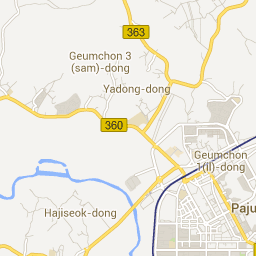 363
Geumchon 3
(sam)-dong
Yadong-dong
360
Geumchon
1(il)-dong
Paju
Hajiseok-dong